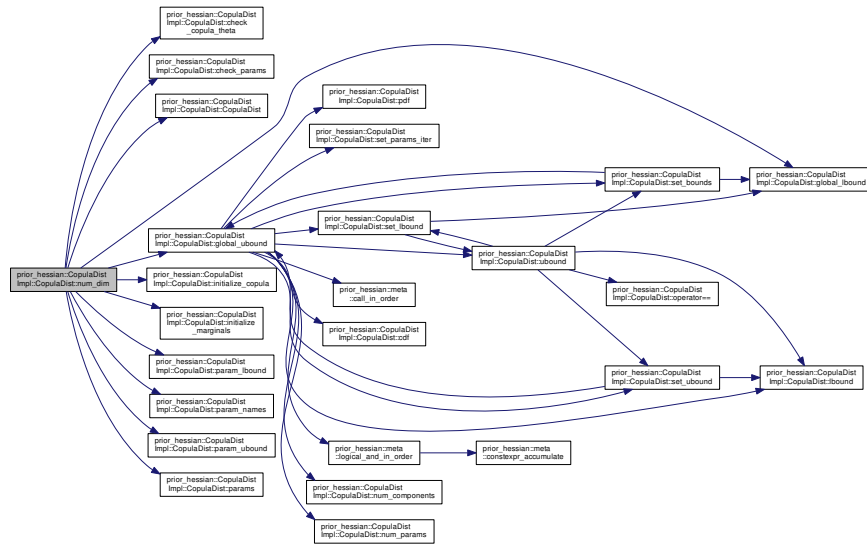 prior_hessian::CopulaDist
Impl::CopulaDist::check
_copula_theta
prior_hessian::CopulaDist
Impl::CopulaDist::check_params
prior_hessian::CopulaDist
Impl::CopulaDist::CopulaDist
prior_hessian::CopulaDist
Impl::CopulaDist::pdf
prior_hessian::CopulaDist
Impl::CopulaDist::set_params_iter
prior_hessian::CopulaDist
Impl::CopulaDist::set_bounds
prior_hessian::CopulaDist
Impl::CopulaDist::global_lbound
prior_hessian::CopulaDist
Impl::CopulaDist::global_ubound
prior_hessian::CopulaDist
Impl::CopulaDist::set_lbound
prior_hessian::CopulaDist
Impl::CopulaDist::ubound
prior_hessian::CopulaDist
Impl::CopulaDist::num_dim
prior_hessian::CopulaDist
Impl::CopulaDist::initialize_copula
prior_hessian::meta
::call_in_order
prior_hessian::CopulaDist
Impl::CopulaDist::operator==
prior_hessian::CopulaDist
Impl::CopulaDist::initialize
_marginals
prior_hessian::CopulaDist
Impl::CopulaDist::cdf
prior_hessian::CopulaDist
Impl::CopulaDist::param_lbound
prior_hessian::CopulaDist
Impl::CopulaDist::set_ubound
prior_hessian::CopulaDist
Impl::CopulaDist::lbound
prior_hessian::CopulaDist
Impl::CopulaDist::param_names
prior_hessian::CopulaDist
Impl::CopulaDist::param_ubound
prior_hessian::meta
::logical_and_in_order
prior_hessian::meta
::constexpr_accumulate
prior_hessian::CopulaDist
Impl::CopulaDist::params
prior_hessian::CopulaDist
Impl::CopulaDist::num_components
prior_hessian::CopulaDist
Impl::CopulaDist::num_params